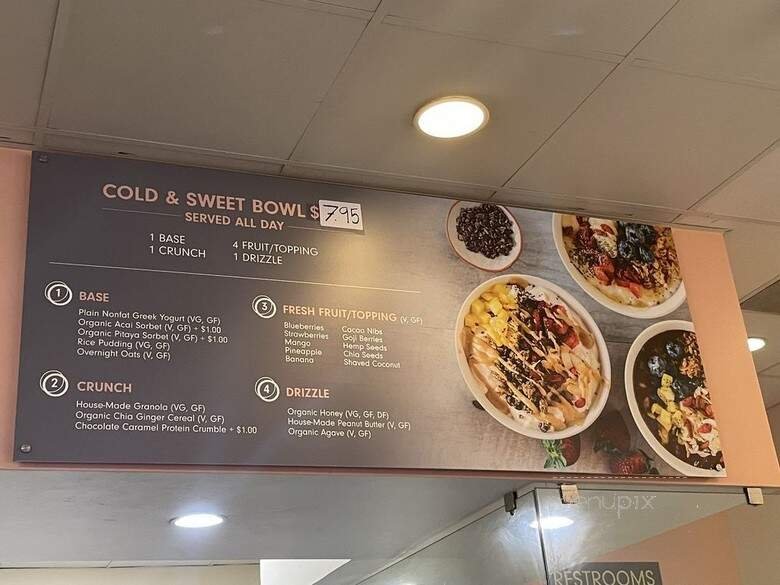 COLD & SWEET BOWL $7.95
SERVED ALL DAY
1 BASE
1 CRUNCH
4 FRUIT/TOPPING
1 DRIZZLE
1 BASE
Plain Nonfat Greek Yogurt (VG, GF)
Organic Acai Sorbet (V, GF) + $1.00
Organic Pitaya Sorbet (V, GF) + $1.00
Rice Pudding (VG, GF)
Overnight Oats (V, GF)
2 CRUNCH
House-Made Granola (VG, GF)
Organic Chia Ginger Cereal (V, GF)
Chocolate Caramel Protein Crumble + $1.00
3 FRESH FRUIT/TOPPING (V, GF)
Blueberries
Strawberries
Mango
Pineapple
Banana
Cacao Nibs
Goji Berries
Hemp Seeds
Chia Seeds
Shaved Coconut
4 DRIZZLE
Organic Honey (VG, GF, DF)
House-Made Peanut Butter (V, GF)
Organic Agave (V, GF)
menupix
RESTROOMS